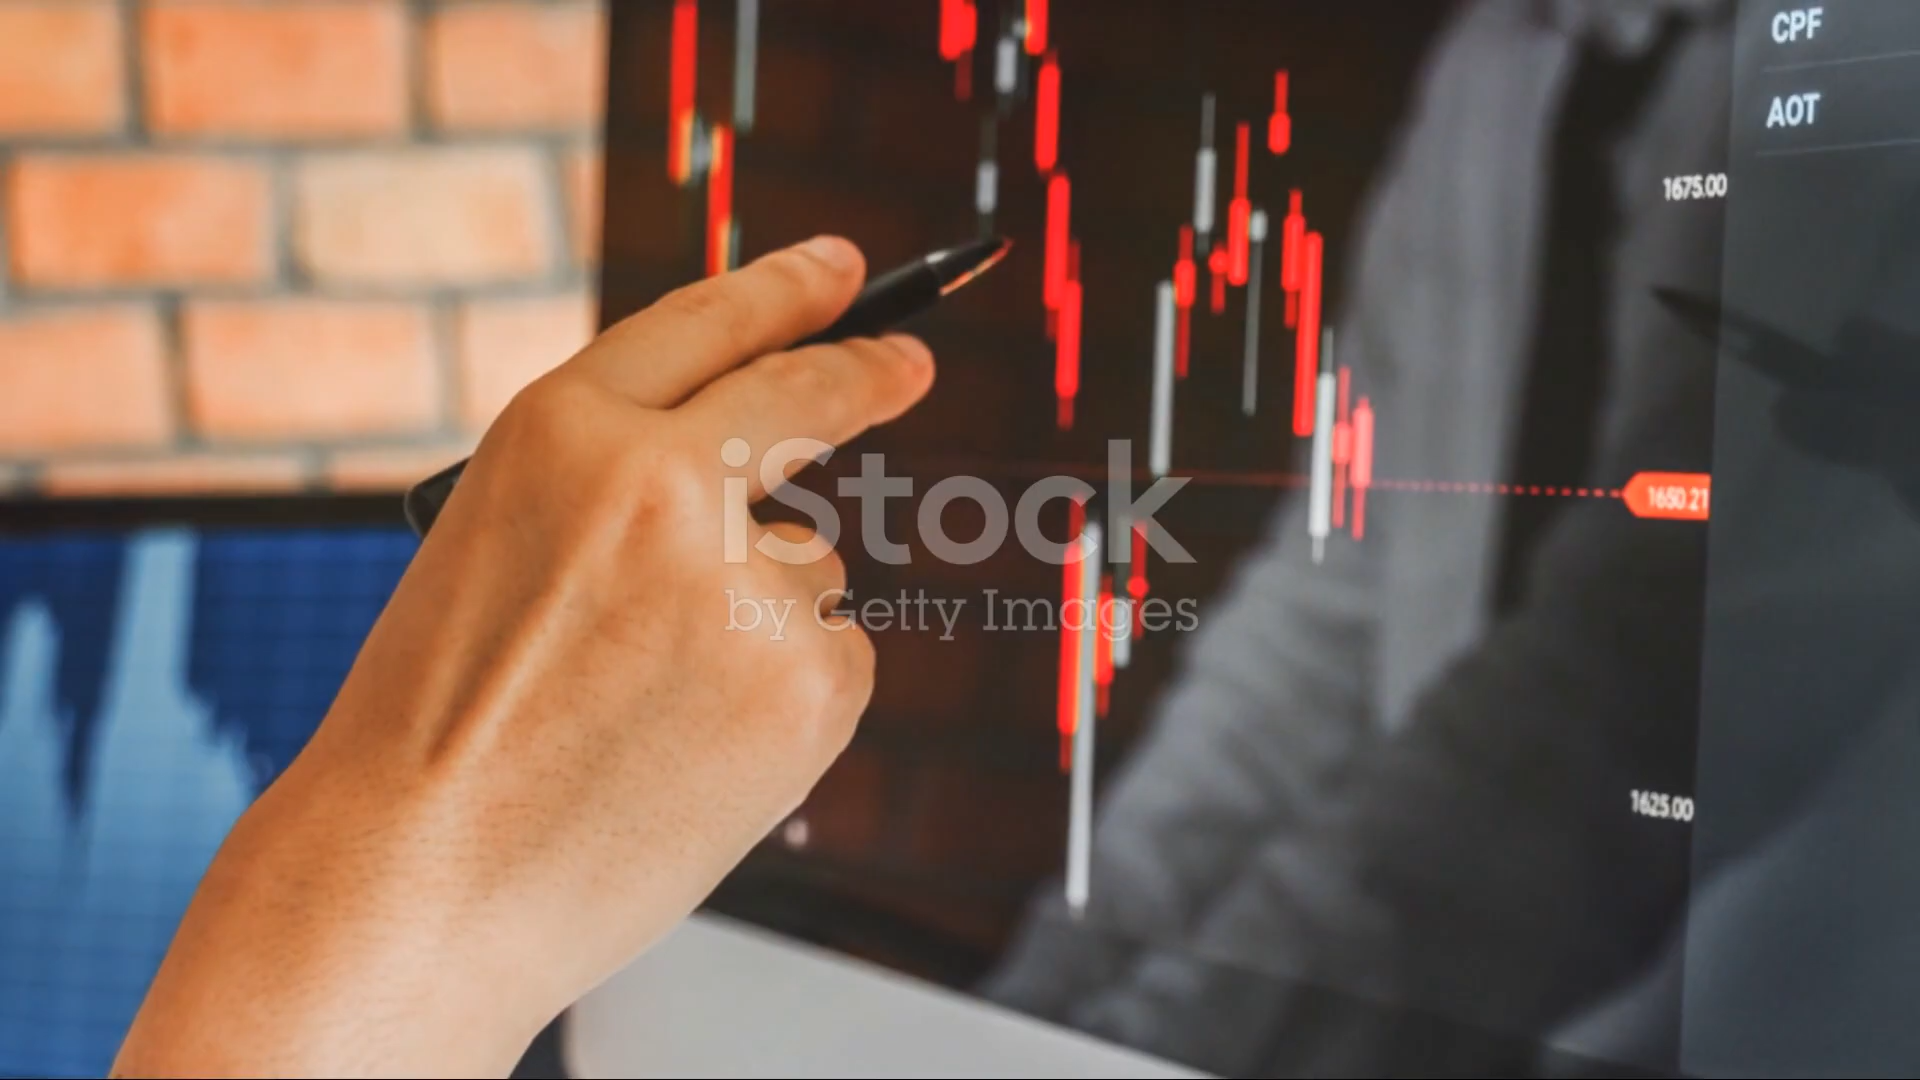 CPF
AOT
1675.00
1650.21
iStock
by Getty Images
1625.00